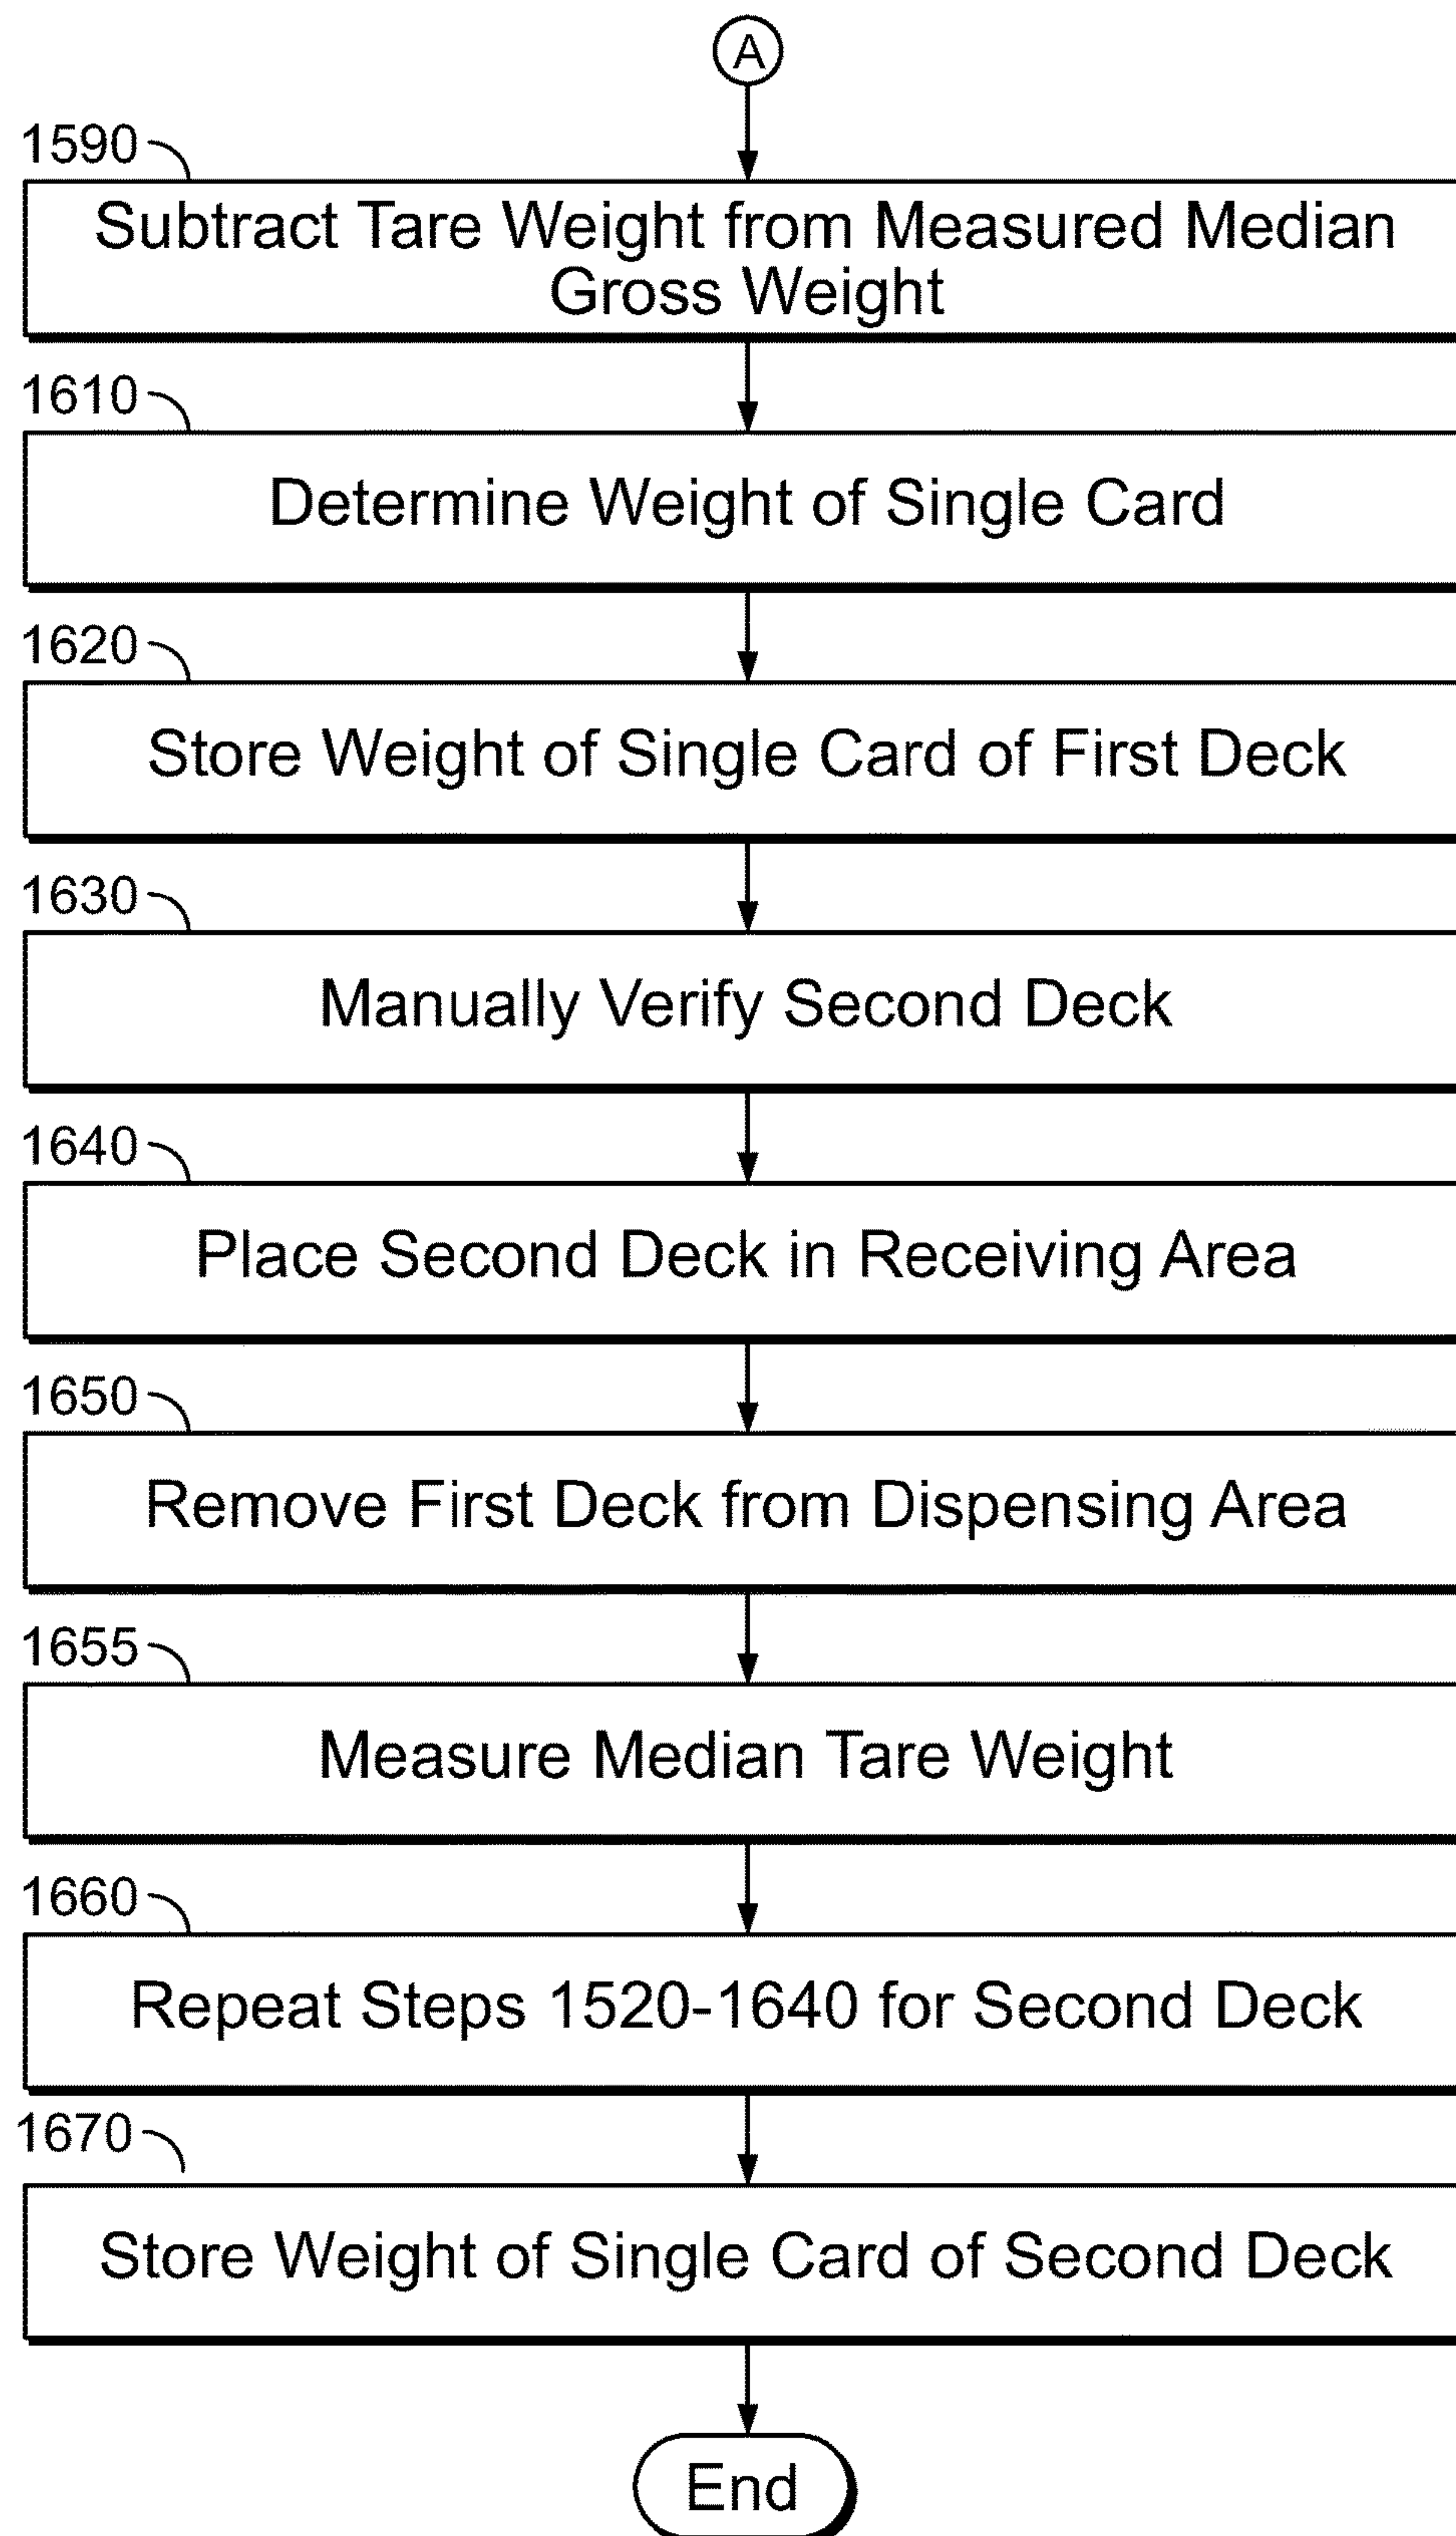 A
1590
Subtract Tare Weight from Measured Median
Gross Weight
1610
Determine Weight of Single Card
1620
Store Weight of Single Card of First Deck
1630
Manually Verify Second Deck
1640
Place Second Deck in Receiving Area
1650
Remove First Deck from Dispensing Area
1655
Measure Median Tare Weight
1660
Repeat Steps 1520-1640 for Second Deck
1670
Store Weight of Single Card of Second Deck
End